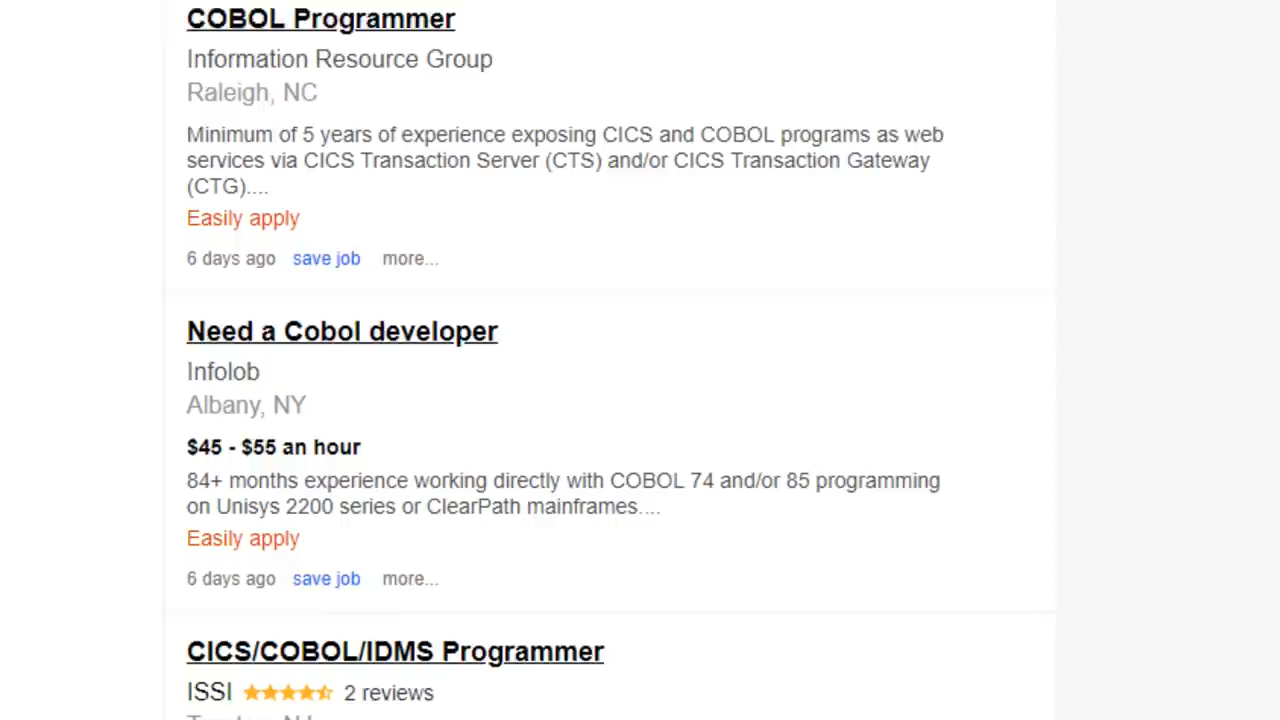 COBOL Programmer
Information Resource Group
Raleigh, NC
Minimum of 5 years of experience exposing CICS and COBOL programs as web
services via CICS Transaction Server (CTS) and/or CICS Transaction Gateway
(CTG)....
Easily apply
6 days ago save job more...
Need a Cobol developer
Infolob
Albany, NY
$45 - $55 an hour
84+ months experience working directly with COBOL 74 and/or 85 programming
on Unisys 2200 series or ClearPath mainframes....
Easily apply
6 days ago save job more...
CICS/COBOL/IDMS Programmer
ISSI 2 reviews